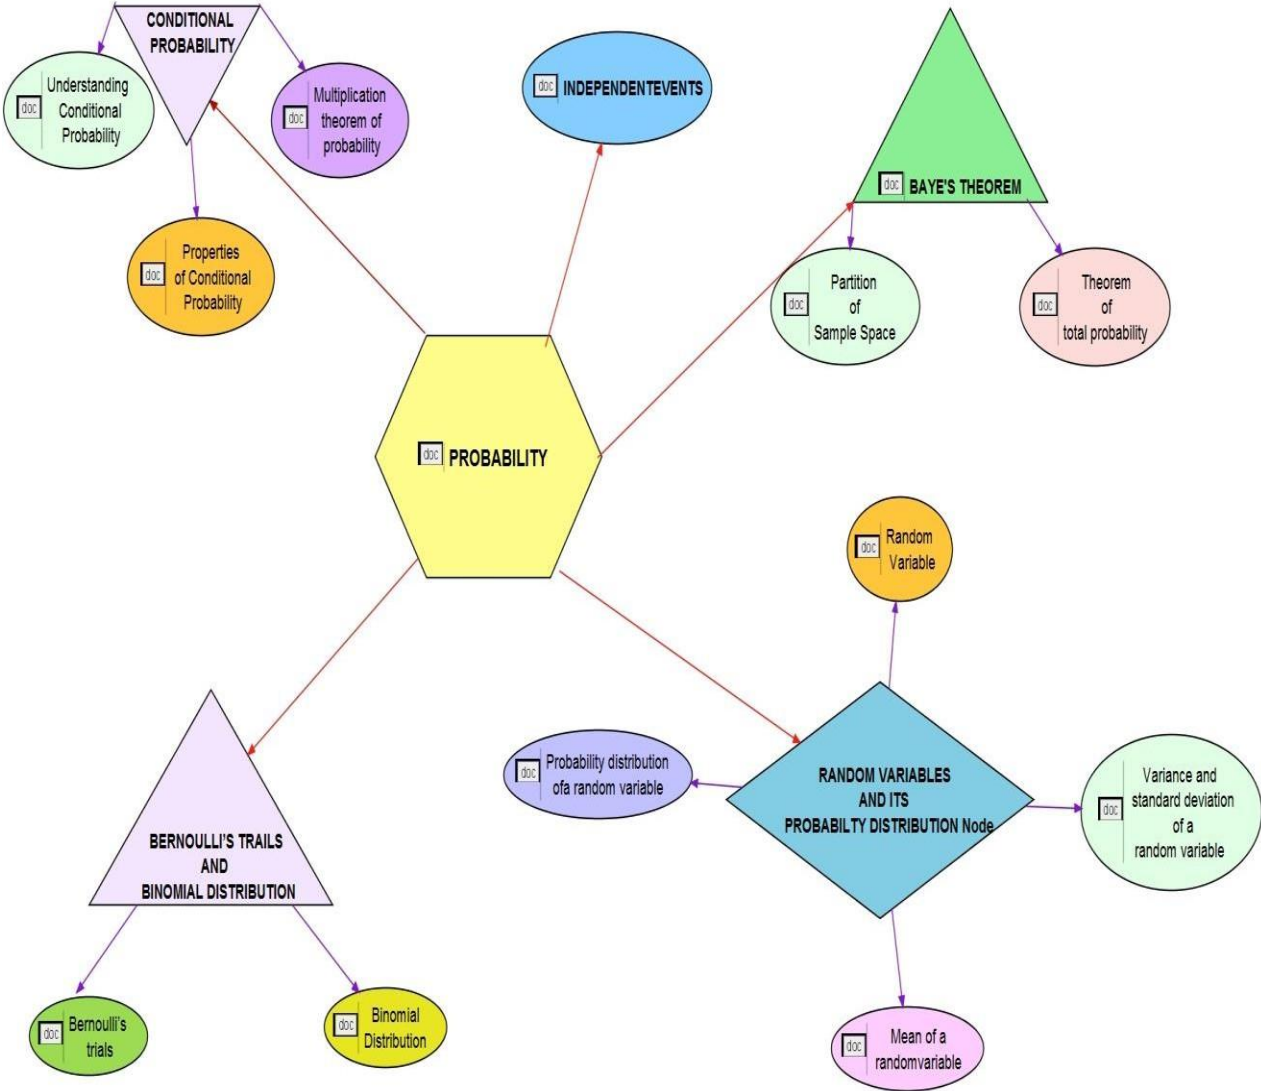 CONDITIONAL
PROBABILITY
doc
Understanding
Conditional
Probability
doc
Multiplication
theorem of
probability
doc
Properties
of Conditional
Probability
doc INDEPENDENTEVENTS
doc BAYE'S THEOREM
doc
Partition
of
Sample Space
doc
Theorem
of
total probability
doc PROBABILITY
doc
Random
Variable
doc
Probability distribution
ofa random variable
RANDOM VARIABLES
AND ITS
PROBABILTY DISTRIBUTION Node
doc
Variance and
standard deviation
of a
random variable
BERNOULLI'S TRAILS
AND
BINOMIAL DISTRIBUTION
doc
Bernoulli's
trials
doc
Binomial
Distribution
doc
Mean of a
randomvariable